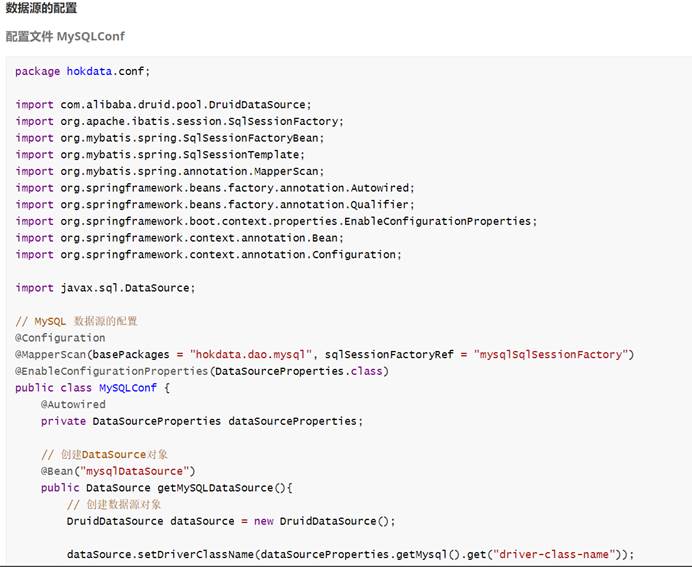 数据源的配置
配置文件 MySQLConf
package hokdata.conf;
import com.alibaba.druid.pool.DruidDataSource;
import org.apache.ibatis.session.SqlSessionFactory;
import org.mybatis.spring.SqlSessionFactoryBean;
import org.mybatis.spring.SqlSessionTemplate;
import org.mybatis.spring.annotation.MapperScan;
import org.springframework.beans.factory.annotation.Autowired;
import org.springframework.beans.factory.annotation.Qualifier;
import org.springframework.boot.context.properties.EnableConfigurationProperties;
import org.springframework.context.annotation.Bean;
import org.springframework.context.annotation.Configuration;
import javax.sql.DataSource;
// MySQL 数据源的配置
@Configuration
@MapperScan(basePackages = "hokdata.dao.mysql", sqlSessionFactoryRef = "mysqlSqlSessionFactory")
@EnableConfigurationProperties(DataSourceProperties.class)
public class MySQLConf {
    @Autowired
    private DataSourceProperties dataSourceProperties;
    // 创建DataSource对象
    @Bean("mysqlDataSource")
    public DataSource getMySQLDataSource(){
        // 创建数据源对象
        DruidDataSource dataSource = new DruidDataSource();
        dataSource.setDriverClassName(dataSourceProperties.getMysql().get("driver-class-name"));